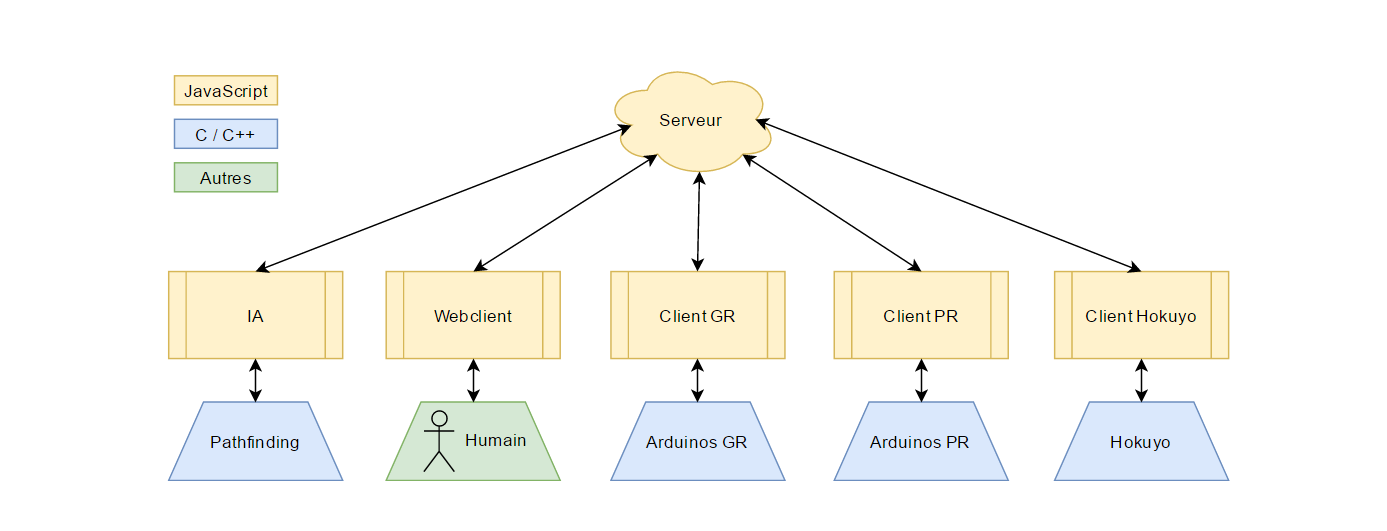 JavaScript
C / C++
Autres
Serveur
IA
Webclient
Client GR
Client PR
Client Hokuyo
Pathfinding
Humain
Arduinos GR
Arduinos PR
Hokuyo